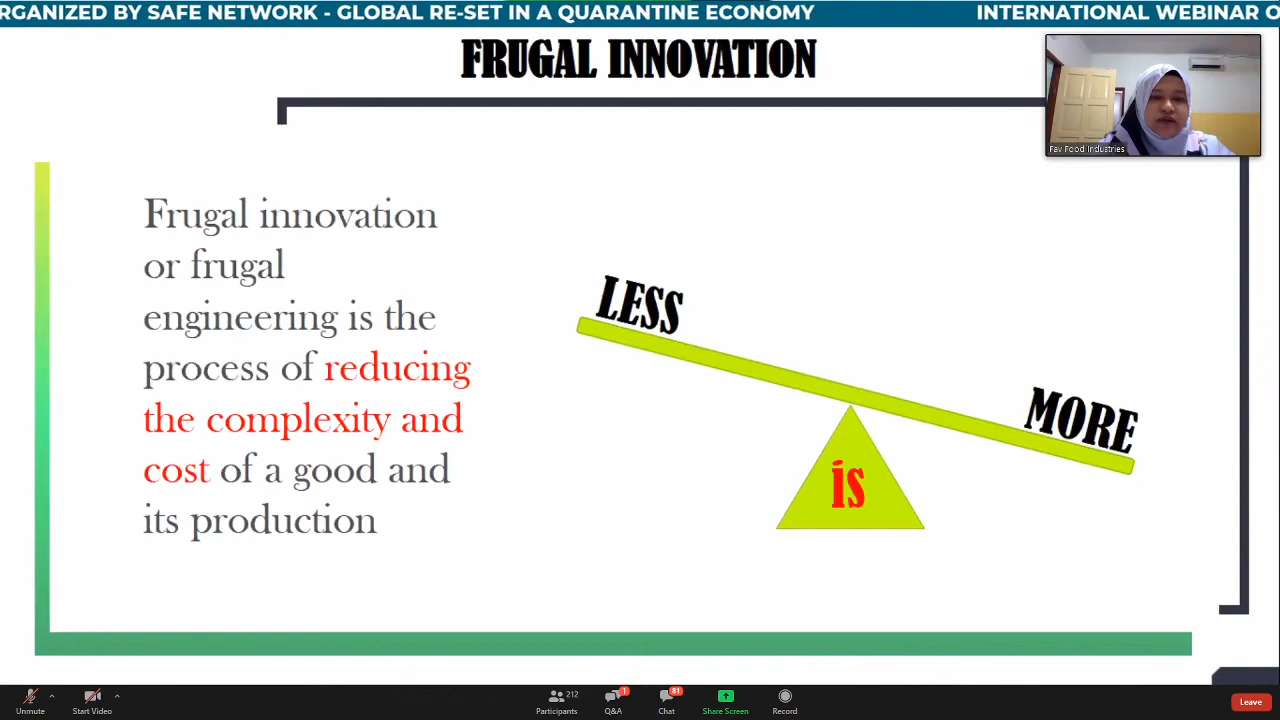 RGANIZED BY SAFE NETWORK - GLOBAL RE-SET IN A QUARANTINE ECONOMY
INTERNATIONAL WEBINAR O
FRUGAL INNOVATION
Fav Food Industries
Frugal innovation
or frugal
engineering is the
process of reducing
the complexity and
cost of a good and
its production
LESS
MORE
is
Unmute
Start Video
212
Participants
1
Q&A
81
Chat
Share Screen
Record
Leave